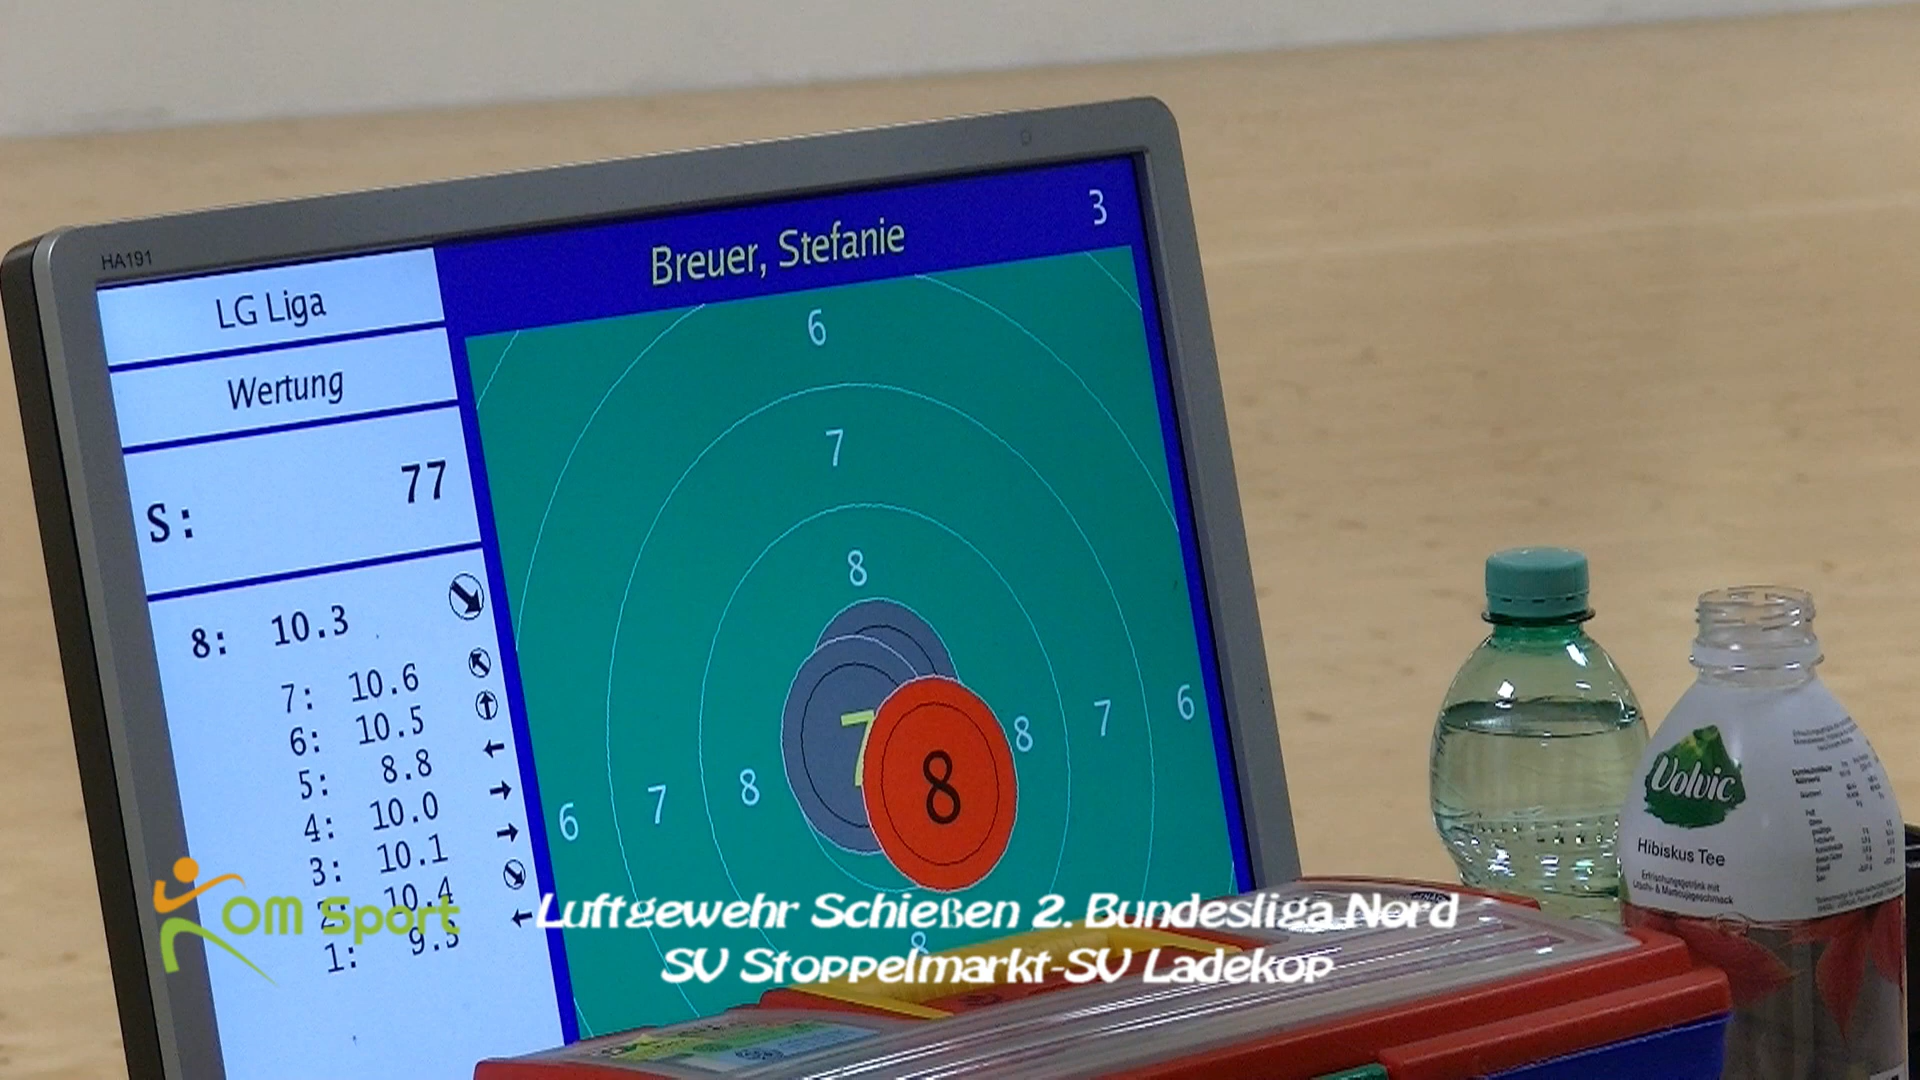 HA191
LG Liga
Wertung
S: 77
8: 10.3
7: 10.6
6: 10.5
5: 8.8
4: 10.0
3: 10.1
2: 10.4
1: 9.5
Breuer, Stefanie
3
6
7
8
7
8
8 7 6
6 7 8
8
OM Sport
Luftgewehr Schießen 2. Bundesliga Nord
SV Stoppelmarkt-SV Ladekop
Volvic
Hibiskus Tee
Erfrischungsgetränk mit